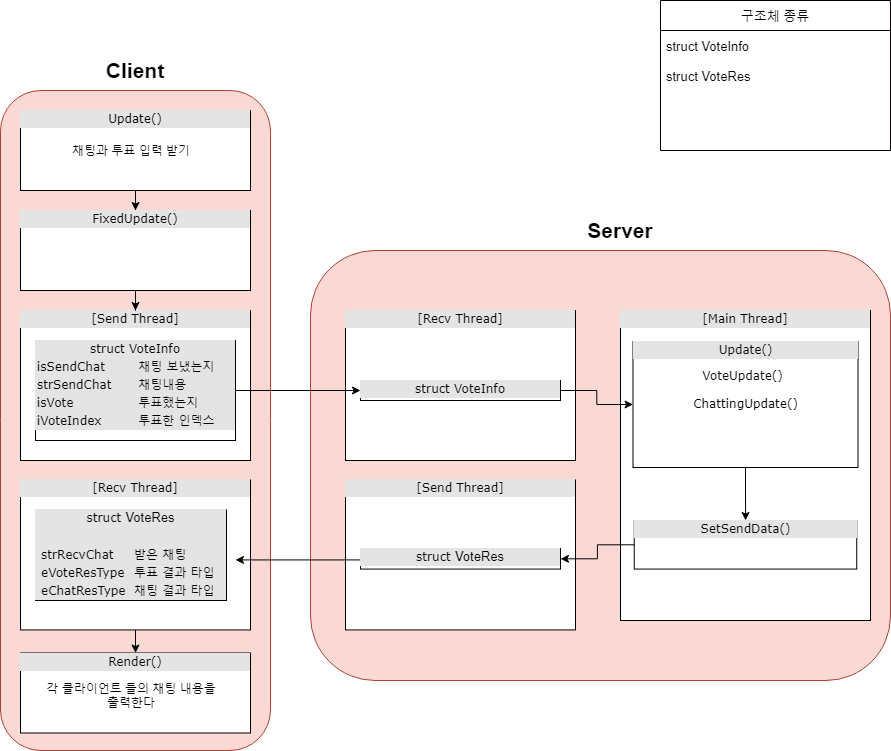 구조체 종류
struct VoteInfo
struct VoteRes
Client
Update()
채팅과 투표 입력 받기
FixedUpdate()
[Send Thread]
struct VoteInfo
isSendChat 채팅 보냈는지
strSendChat 채팅내용
isVote 투표했는지
iVoteIndex 투표한 인덱스
[Recv Thread]
struct VoteRes
strRecvChat 받은 채팅
eVoteResType 투표 결과 타입
eChatResType 채팅 결과 타입
Render()
각 클라이언트 들의 채팅 내용을
출력한다
Server
[Recv Thread]
struct VoteInfo
[Send Thread]
struct VoteRes
[Main Thread]
Update()
VoteUpdate()
ChattingUpdate()
SetSendData()